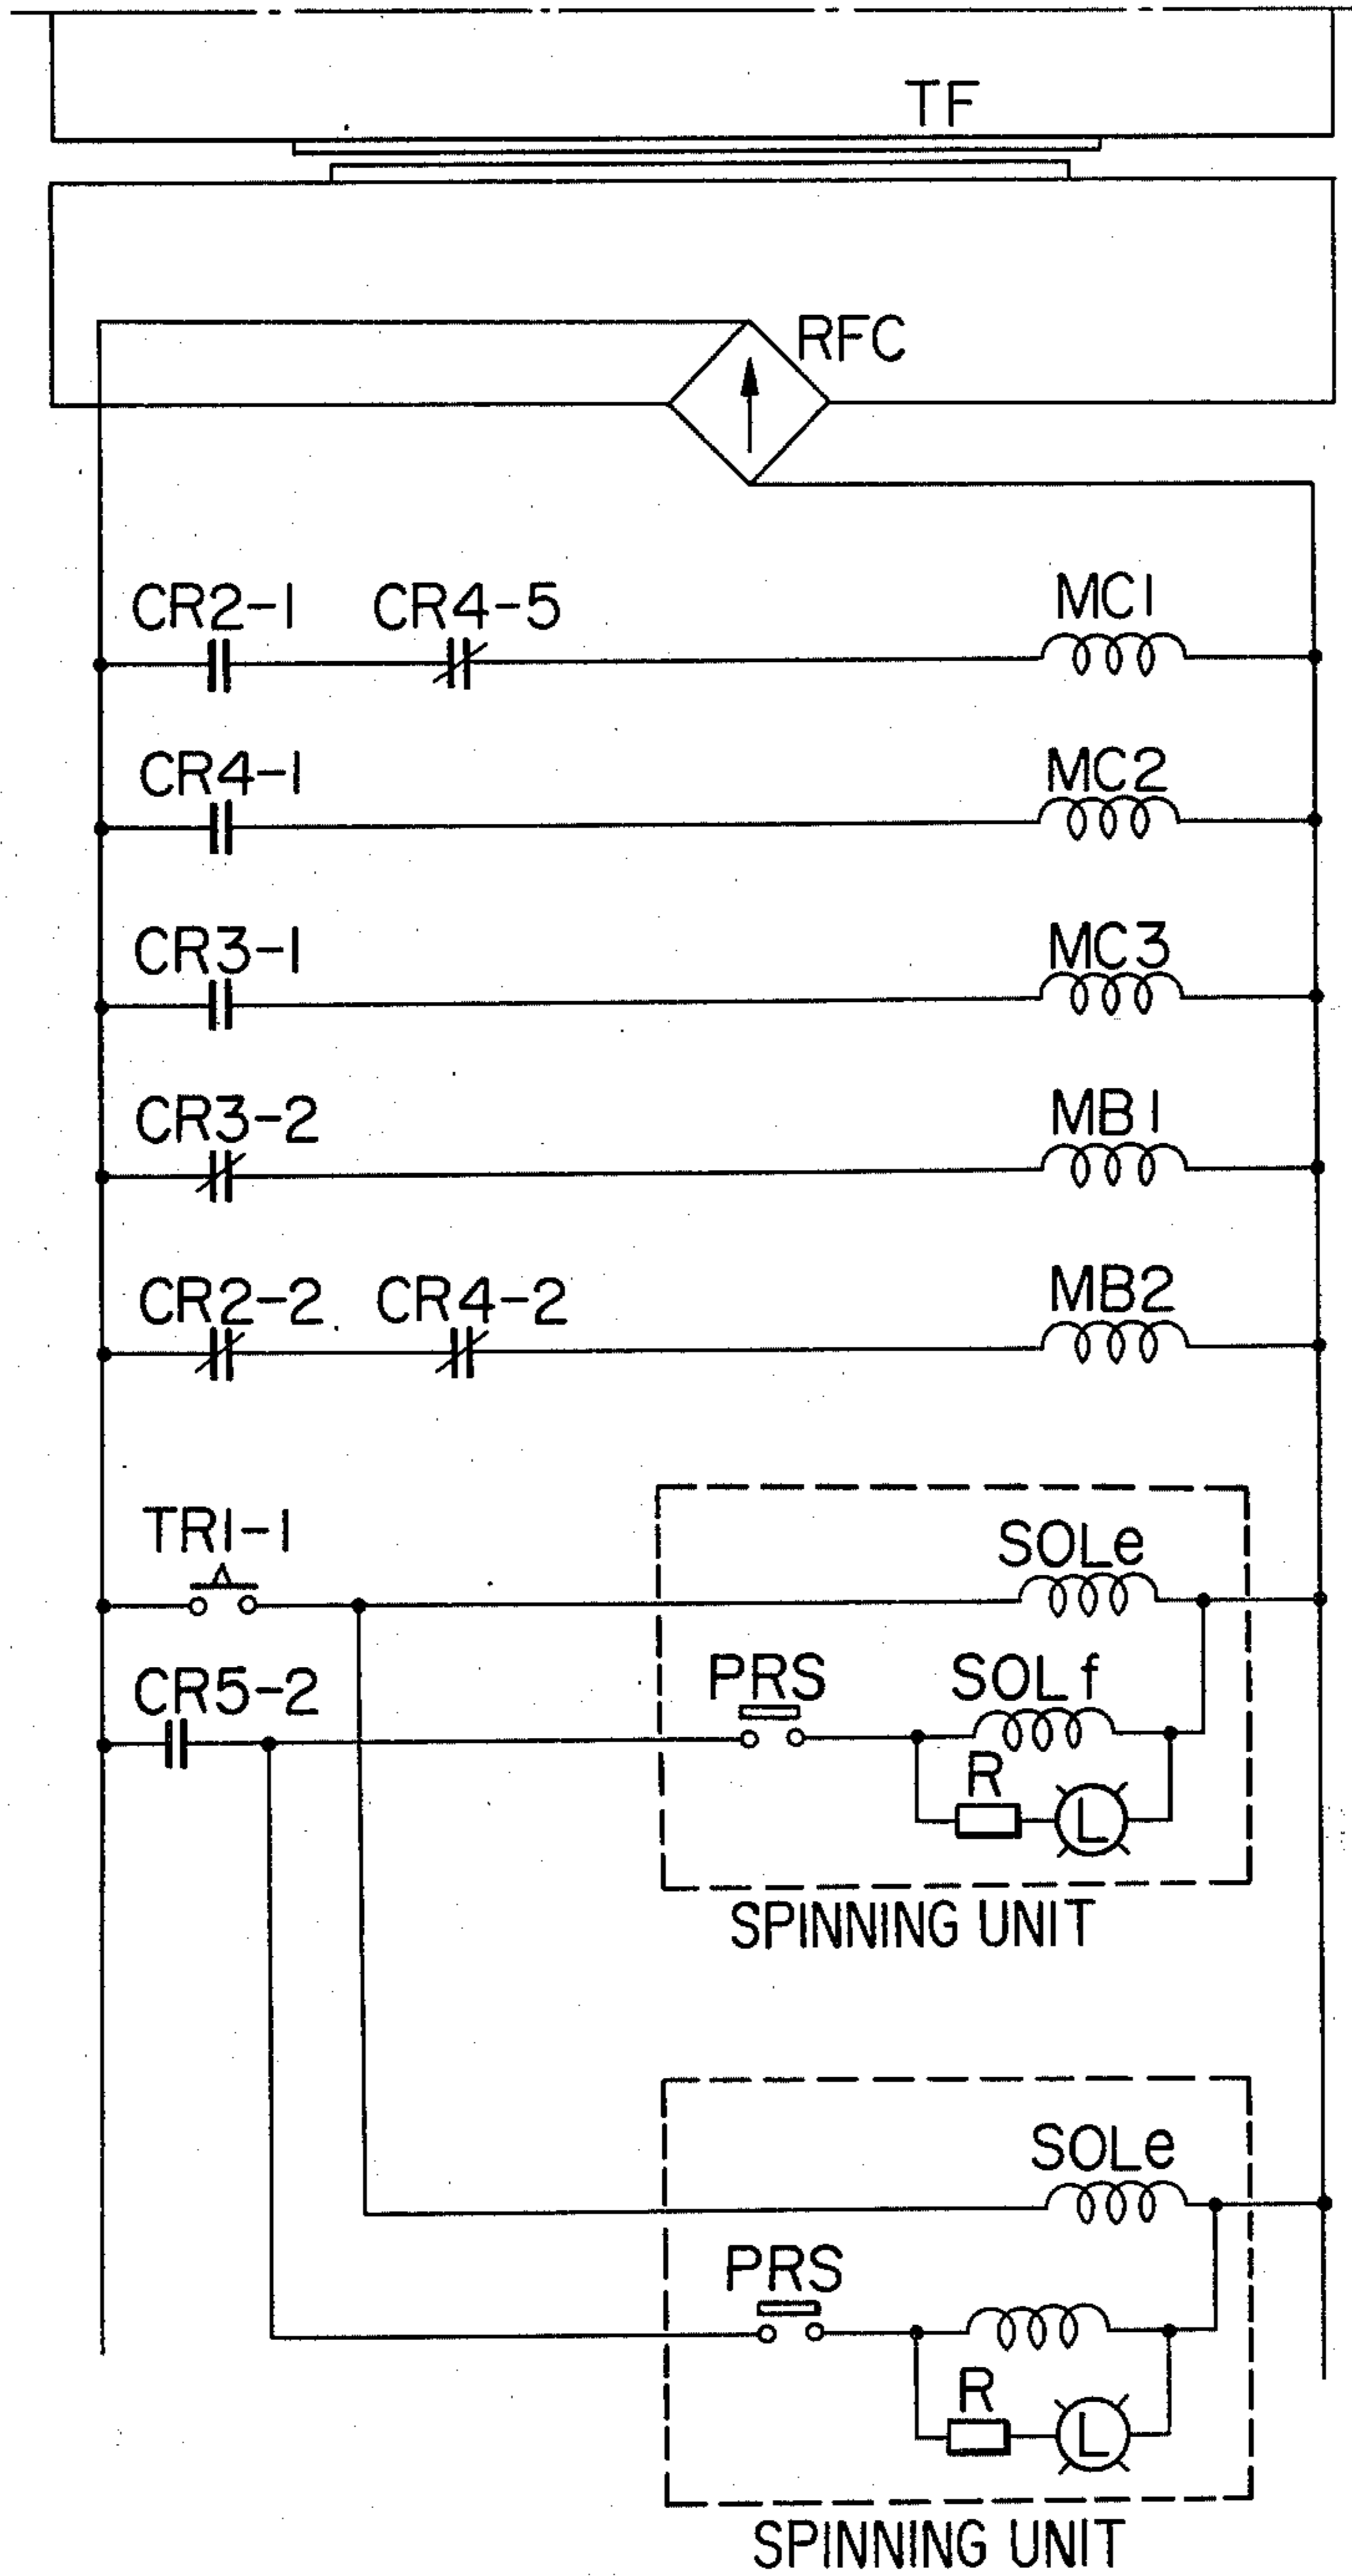 TF
RFC
CR2-1 CR4-5 MC1
CR4-1 MC2
CR3-1 MC3
CR3-2 MB1
CR2-2 CR4-2 MB2
TR1-1 SOLe
CR5-2 PRS SOLf
R L
SPINNING UNIT
SOLe
PRS
R L
SPINNING UNIT